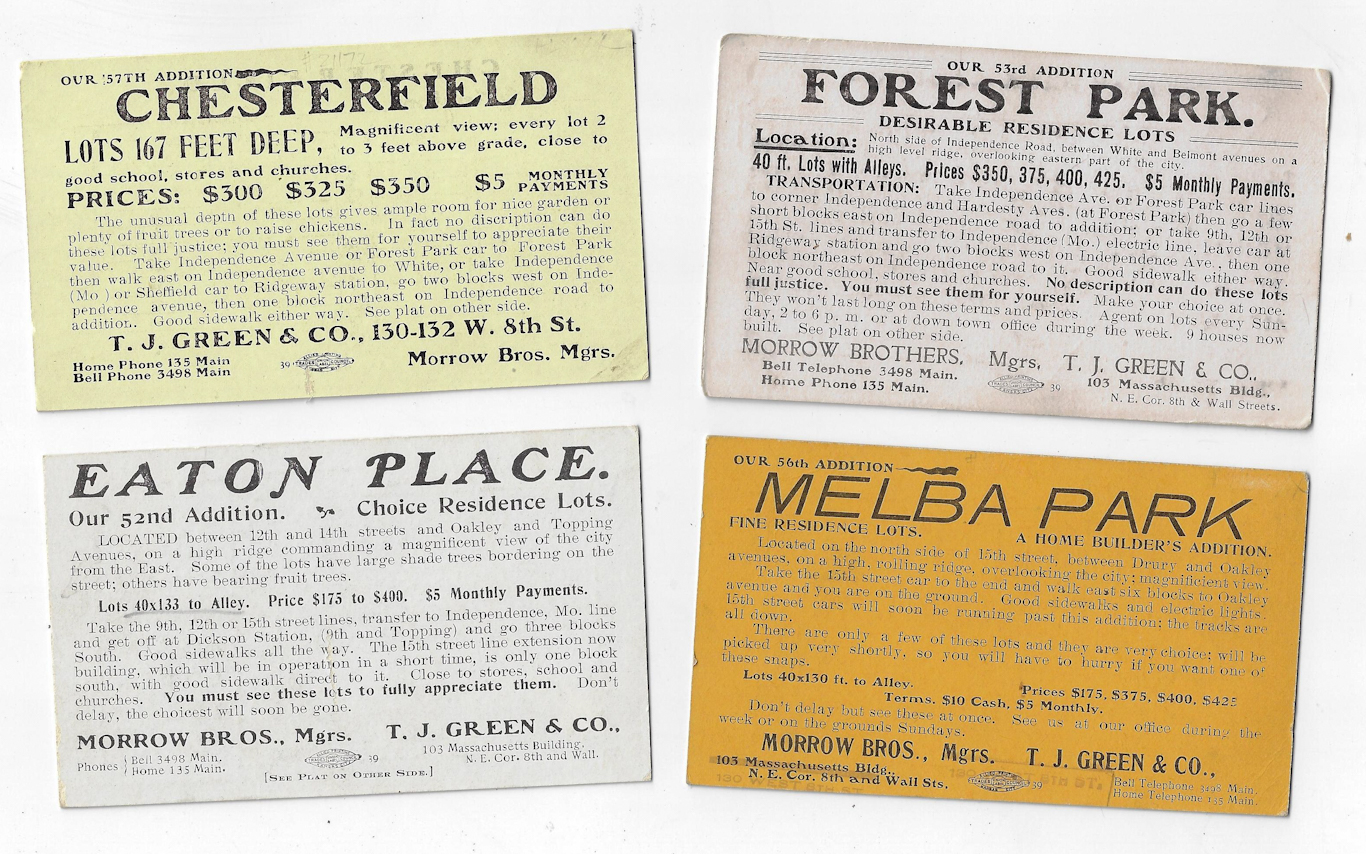 OUR 57TH ADDITION
CHESTERFIELD
LOTS 167 FEET DEEP, Magnificent view; every lot 2
to 3 feet above grade, close to
good school, stores and churches.
PRICES: $300 $325 $350 $5 MONTHLY
PAYMENTS
The unusual depth of these lots gives ample room for nice garden or
plenty of fruit trees or to raise chickens. In fact no discription can do
these lots full justice; you must see them for yourself to appreciate their
value. Take Independence Avenue or Forest Park car to Forest Park
then walk east on Independence avenue to White, or take Independence
(Mo ) or Sheffield car to Ridgeway station, go two blocks west on Inde-
pendence avenue, then one block northeast on Independence road to
addition. Good sidewalk either way. See plat on other side.
T. J. GREEN & CO., 130-132 W. 8th St.
Home Phone 135 Main
Bell Phone 3498 Main
39
Morrow Bros. Mgrs.
OUR 53rd ADDITION
FOREST PARK.
DESIRABLE RESIDENCE LOTS
Location: North side of Independence Road, between White and Belmont avenues on a
high level ridge, overlooking eastern part of the city.
40 ft. Lots with Alleys. Prices $350, 375, 400, 425. $5 Monthly Payments.
TRANSPORTATION: Take Independence Ave. or Forest Park car lines
to corner Independence and Hardesty Aves. (at Forest Park) then go a few
short blocks east on Independence road to addition; or take 9th, 12th or
15th St. lines and transfer to Independence (Mo.) electric line, leave car at
Ridgeway station and go two blocks west on Independence Ave., then one
block northeast on Independence road to it. Good sidewalk either way.
Near good school, stores and churches. No description can do these lots
full justice. You must see them for yourself. Make your choice at once.
They won't last long on these terms and prices. Agent on lots every Sun-
day, 2 to 6 p. m. or at down town office during the week. 9 houses now
built. See plat on other side.
MORROW BROTHERS, Mgrs, T. J. GREEN & CO.,
Bell Telephone 3498 Main.
Home Phone 135 Main.
39
103 Massachusetts Bldg.,
N. E. Cor. 8th & Wall Streets.
EATON PLACE.
Our 52nd Addition. Choice Residence Lots.
LOCATED between 12th and 14th streets and Oakley and Topping
Avenues, on a high ridge commanding a magnificent view of the city
from the East. Some of the lots have large shade trees bordering on the
street; others have bearing fruit trees.
Lots 40x133 to Alley. Price $175 to $400. $5 Monthly Payments.
Take the 9th, 12th or 15th street lines, transfer to Independence, Mo. line
and get off at Dickson Station, (9th and Topping) and go three blocks
South. Good sidewalks all the way. The 15th street line extension now
building, which will be in operation in a short time, is only one block
south, with good sidewalk direct to it. Close to stores, school and
churches. You must see these lots to fully appreciate them. Don't
delay, the choicest will soon be gone.
MORROW BROS., Mgrs. T. J. GREEN & CO.,
Phones Bell 3498 Main.
Home 135 Main.
39
103 Massachusetts Building.
N. E. Cor. 8th and Wall.
[SEE PLAT ON OTHER SIDE.]
OUR 56th ADDITION
MELBA PARK
FINE RESIDENCE LOTS. A HOME BUILDER'S ADDITION.
Located on the north side of 15th street, between Drury and Oakley
avenues, on a high, rolling ridge, overlooking the city; magnificient view.
Take the 15th street car to the end and walk east six blocks to Oakley
avenue and you are on the ground. Good sidewalks and electric lights.
15th street cars will soon be running past this addition; the tracks are
all down.
There are only a few of these lots and they are very choice; will be
picked up very shortly, so you will have to hurry if you want one of
these snaps.
Lots 40x130 ft. to Alley. Prices $175, $375, $400, $425
Terms, $10 Cash, $5 Monthly.
Don't delay but see these at once. See us at our office during the
week or on the grounds Sundays.
MORROW BROS., Mgrs. T. J. GREEN & CO.,
103 Massachusetts Bldg.,
N. E. Cor. 8th and Wall Sts.
39
Bell Telephone 3498 Main.
Home Telephone 135 Main.
130 WEST 8TH ST.